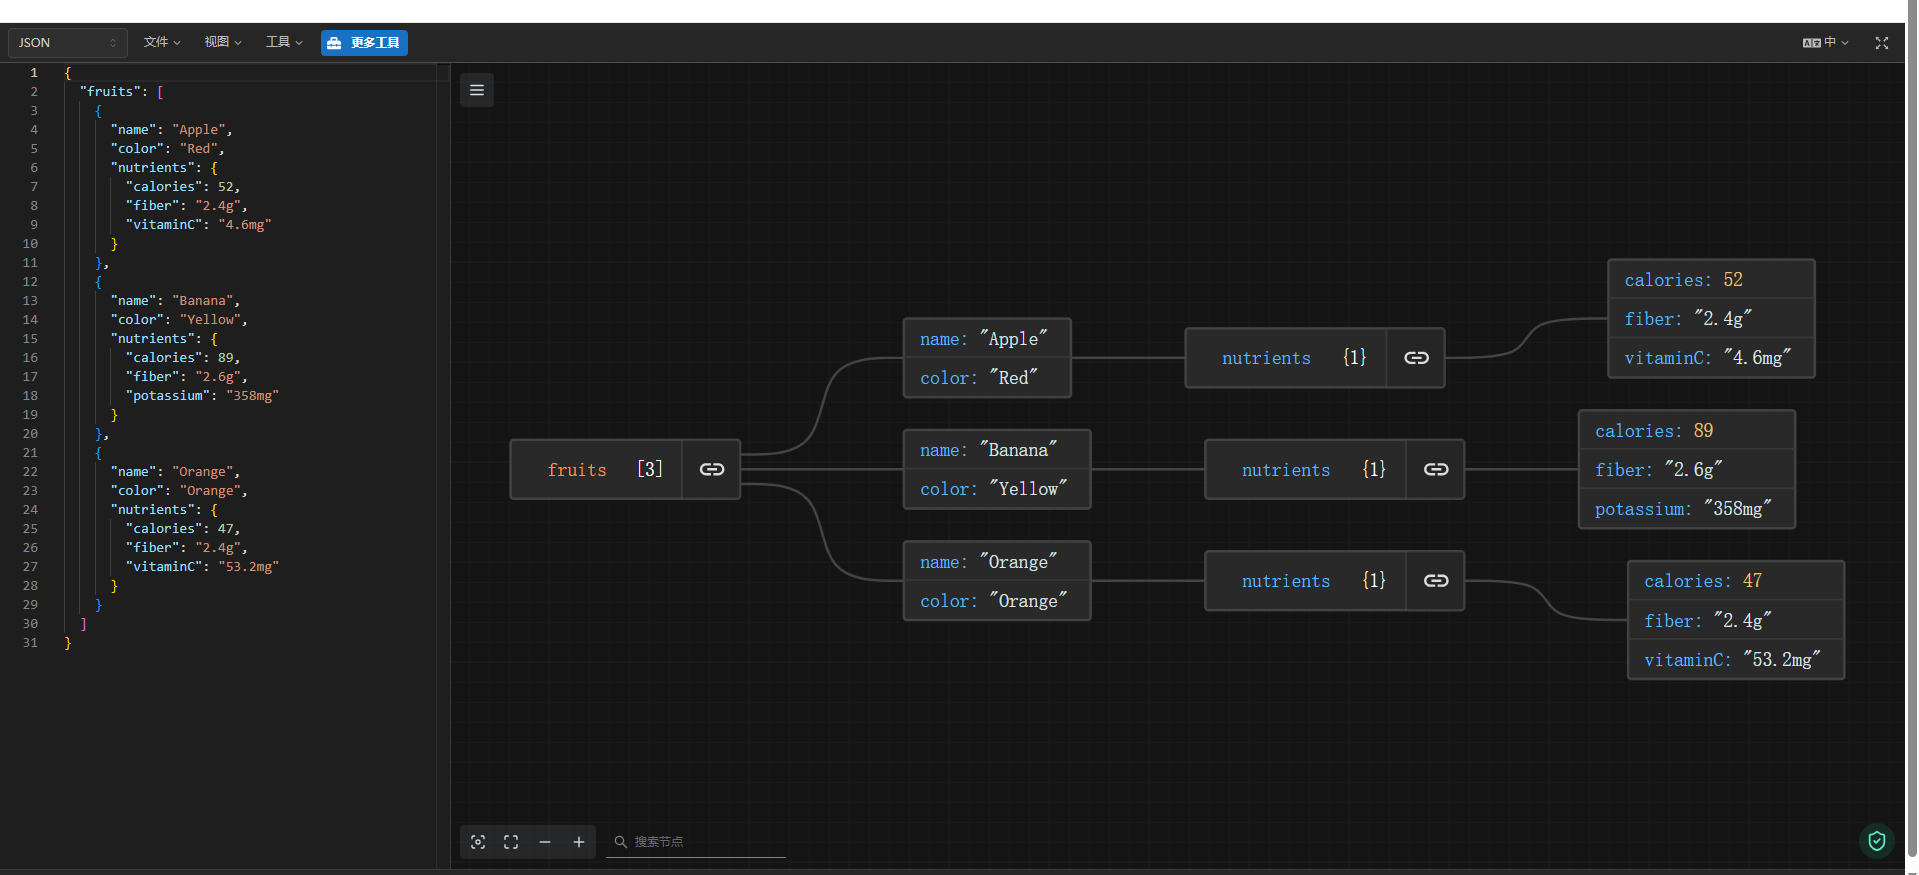 JSON 文件 视图 工具 更多工具 中
1 {
2 "fruits": [
3 {
4 "name": "Apple",
5 "color": "Red",
6 "nutrients": {
7 "calories": 52,
8 "fiber": "2.4g",
9 "vitaminC": "4.6mg"
10 }
11 },
12 {
13 "name": "Banana",
14 "color": "Yellow",
15 "nutrients": {
16 "calories": 89,
17 "fiber": "2.6g",
18 "potassium": "358mg"
19 }
20 },
21 {
22 "name": "Orange",
23 "color": "Orange",
24 "nutrients": {
25 "calories": 47,
26 "fiber": "2.4g",
27 "vitaminC": "53.2mg"
28 }
29 }
30 ]
31 }
fruits [3]
name: "Apple"
color: "Red"
nutrients {1}
calories: 52
fiber: "2.4g"
vitaminC: "4.6mg"
name: "Banana"
color: "Yellow"
nutrients {1}
calories: 89
fiber: "2.6g"
potassium: "358mg"
name: "Orange"
color: "Orange"
nutrients {1}
calories: 47
fiber: "2.4g"
vitaminC: "53.2mg"
搜索节点